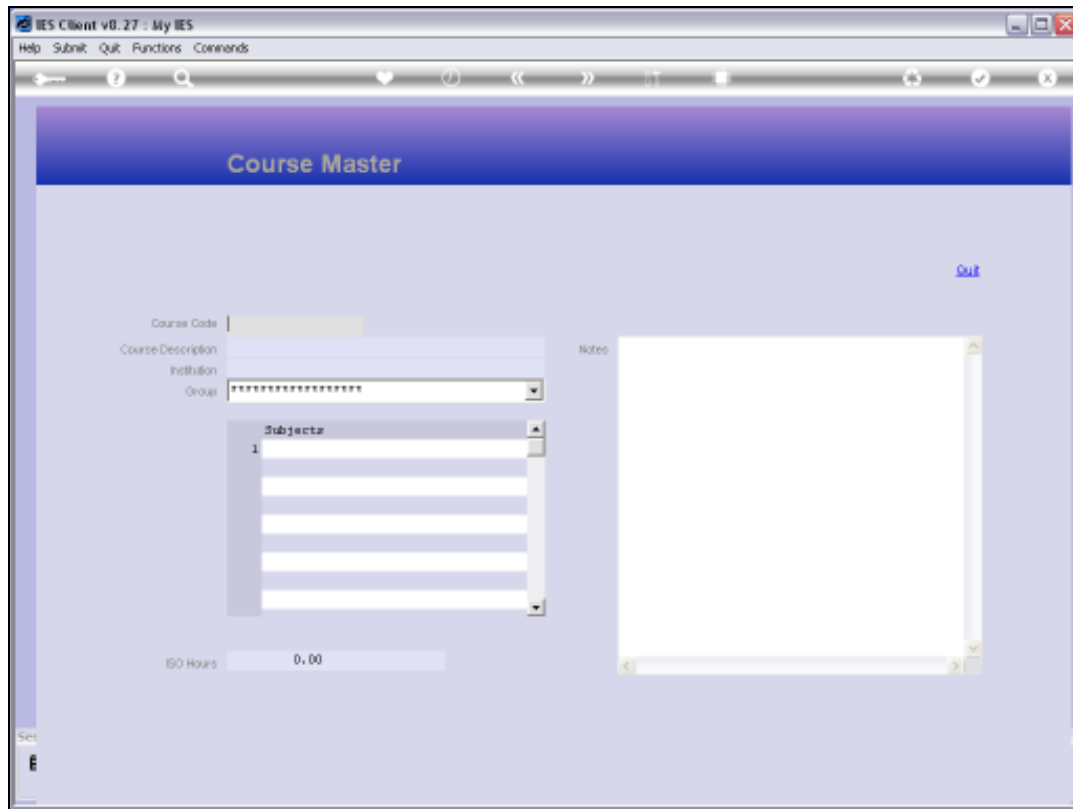 IES Client v8.27 : My IES
Help Submit Quit Functions Commands
Course Master
Quit
Course Code
Course Description
Notes
Institution
Group ******************
Subjects
1
ISO Hours 0.00